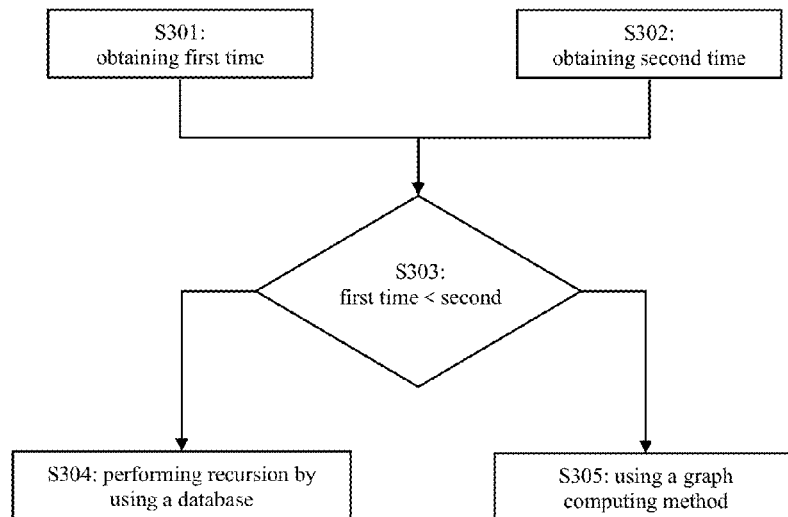 S301:
obtaining first time
S302:
obtaining second time
S303:
first time < second
S304: performing recursion by
using a database
S305: using a graph
computing method